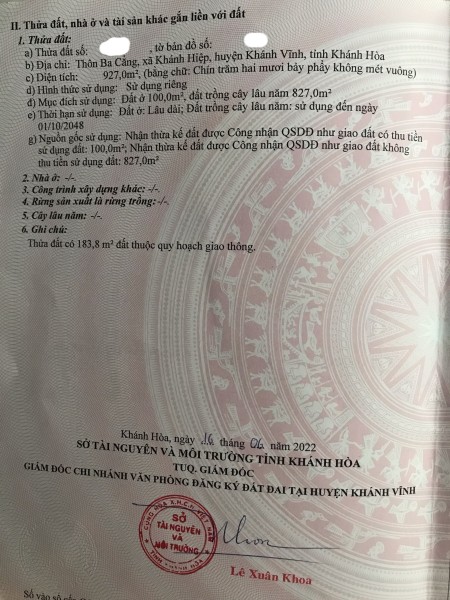 II. Thửa đất, nhà ở và tài sản khác gắn liền với đất
1. Thửa đất:
a) Thửa đất số: , tờ bản đồ số:
b) Địa chỉ: Thôn Ba Cẳng, xã Khánh Hiệp, huyện Khánh Vĩnh, tỉnh Khánh Hòa
c) Diện tích: 927,0m², (bằng chữ: Chín trăm hai mươi bảy phẩy không mét vuông)
d) Hình thức sử dụng: Sử dụng riêng
đ) Mục đích sử dụng: Đất ở 100,0m², đất trồng cây lâu năm 827,0m²
e) Thời hạn sử dụng: Đất ở: Lâu dài; Đất trồng cây lâu năm: sử dụng đến ngày
01/10/2048
g) Nguồn gốc sử dụng: Nhận thừa kế đất được Công nhận QSDĐ như giao đất có thu tiền
sử dụng đất: 100,0m²; Nhận thừa kế đất được Công nhận QSDĐ như giao đất không
thu tiền sử dụng đất: 827,0m²
2. Nhà ở: -/-.
3. Công trình xây dựng khác: -/-.
4. Rừng sản xuất là rừng trồng: -/-.
5. Cây lâu năm: -/-.
6. Ghi chú:
Thửa đất có 183,8 m² đất thuộc quy hoạch giao thông.
Khánh Hòa, ngày 16 tháng 06 năm 2022
SỞ TÀI NGUYÊN VÀ MÔI TRƯỜNG TỈNH KHÁNH HÒA
TUQ. GIÁM ĐỐC
GIÁM ĐỐC CHI NHÁNH VĂN PHÒNG ĐĂNG KÝ ĐẤT ĐAI TẠI HUYỆN KHÁNH VĨNH
CỘNG HÒA X.H.C.N VIỆT NAM
SỞ
TÀI NGUYÊN
VÀ
MÔI TRƯỜNG
TỈNH KHÁNH HÒA
Lê Xuân Khoa
Số vào sổ